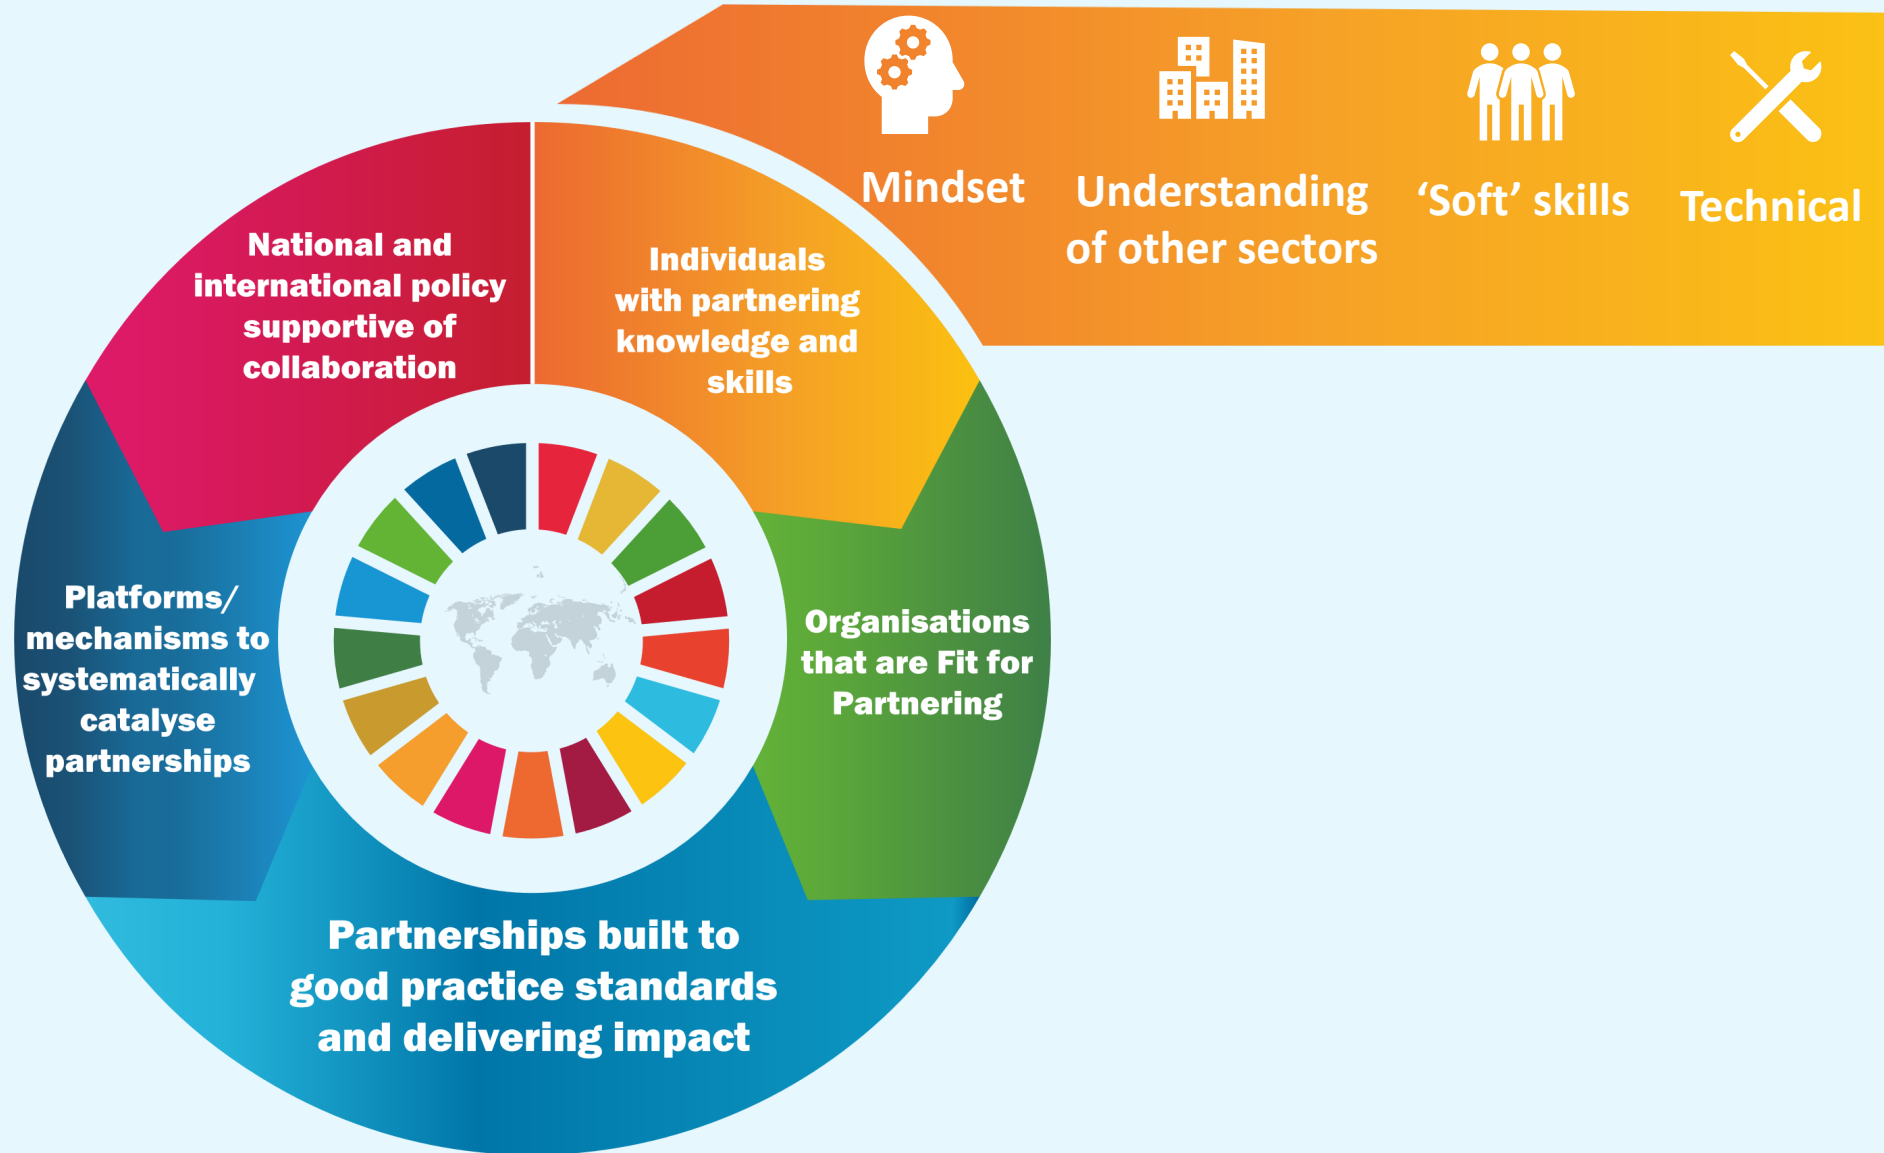 Mindset
Understanding
of other sectors
‘Soft’ skills
Technical
National and
international policy
supportive of
collaboration
Individuals
with partnering
knowledge and
skills
Platforms/
mechanisms to
systematically
catalyse
partnerships
Organisations
that are Fit for
Partnering
Partnerships built to
good practice standards
and delivering impact